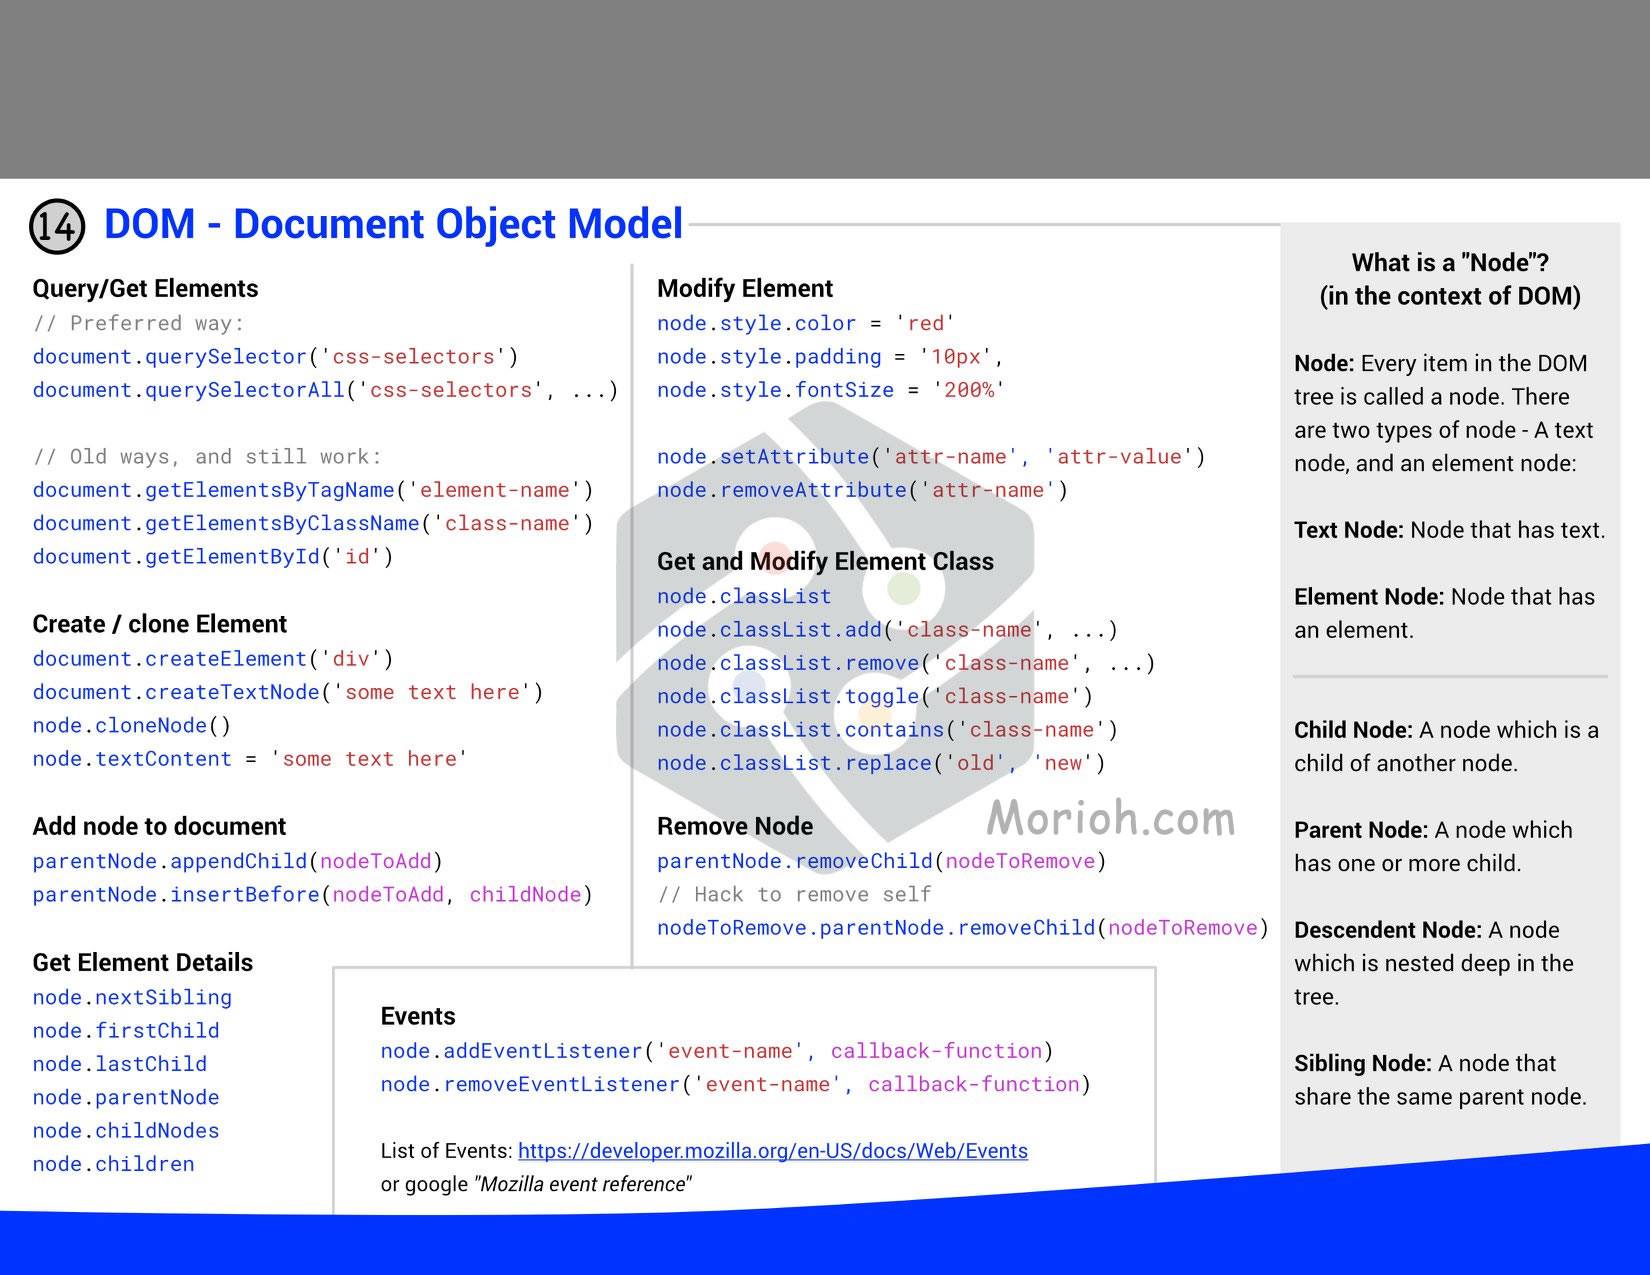 14 DOM - Document Object Model
Query/Get Elements
// Preferred way:
document.querySelector('css-selectors')
document.querySelectorAll('css-selectors', ...)
// Old ways, and still work:
document.getElementsByTagName('element-name')
document.getElementsByClassName('class-name')
document.getElementById('id')
Create / clone Element
document.createElement('div')
document.createTextNode('some text here')
node.cloneNode()
node.textContent = 'some text here'
Add node to document
parentNode.appendChild(nodeToAdd)
parentNode.insertBefore(nodeToAdd, childNode)
Get Element Details
node.nextSibling
node.firstChild
node.lastChild
node.parentNode
node.childNodes
node.children
Modify Element
node.style.color = 'red'
node.style.padding = '10px',
node.style.fontSize = '200%'
node.setAttribute('attr-name', 'attr-value')
node.removeAttribute('attr-name')
Get and Modify Element Class
node.classList
node.classList.add('class-name', ...)
node.classList.remove('class-name', ...)
node.classList.toggle('class-name')
node.classList.contains('class-name')
node.classList.replace('old', 'new')
Morioh.com
Remove Node
parentNode.removeChild(nodeToRemove)
// Hack to remove self
nodeToRemove.parentNode.removeChild(nodeToRemove)
Events
node.addEventListener('event-name', callback-function)
node.removeEventListener('event-name', callback-function)
List of Events: https://developer.mozilla.org/en-US/docs/Web/Events
or google "Mozilla event reference"
What is a "Node"?
(in the context of DOM)
Node: Every item in the DOM
tree is called a node. There
are two types of node - A text
node, and an element node:
Text Node: Node that has text.
Element Node: Node that has
an element.
Child Node: A node which is a
child of another node.
Parent Node: A node which
has one or more child.
Descendent Node: A node
which is nested deep in the
tree.
Sibling Node: A node that
share the same parent node.